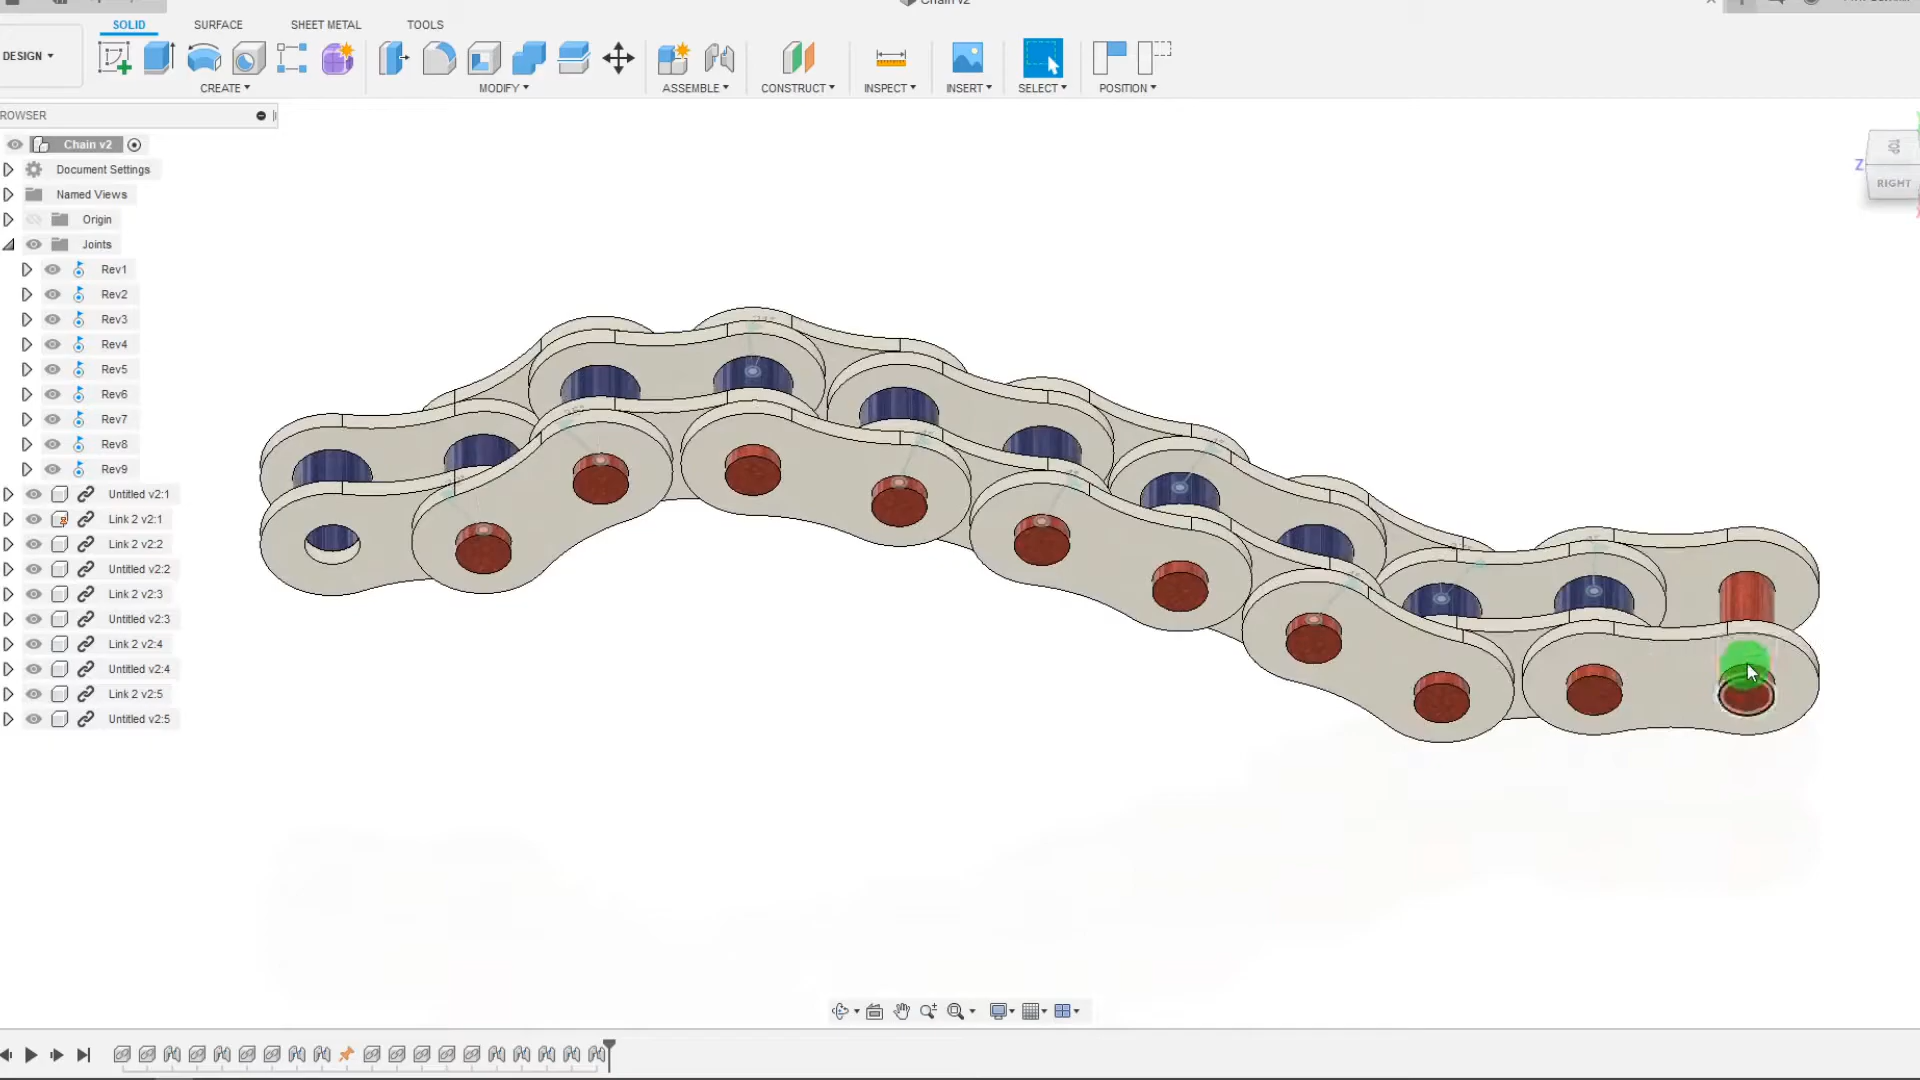 Chain v2
SOLID
SURFACE
SHEET METAL
TOOLS
DESIGN
CREATE
MODIFY
ASSEMBLE
CONSTRUCT
INSPECT
INSERT
SELECT
POSITION
ROWSER
Chain v2
Document Settings
Named Views
Origin
Joints
Rev1
Rev2
Rev3
Rev4
Rev5
Rev6
Rev7
Rev8
Rev9
Untitled v2:1
Link 2 v2:1
Link 2 v2:2
Untitled v2:2
Link 2 v2:3
Untitled v2:3
Link 2 v2:4
Untitled v2:4
Link 2 v2:5
Untitled v2:5
TOP
Z
RIGHT